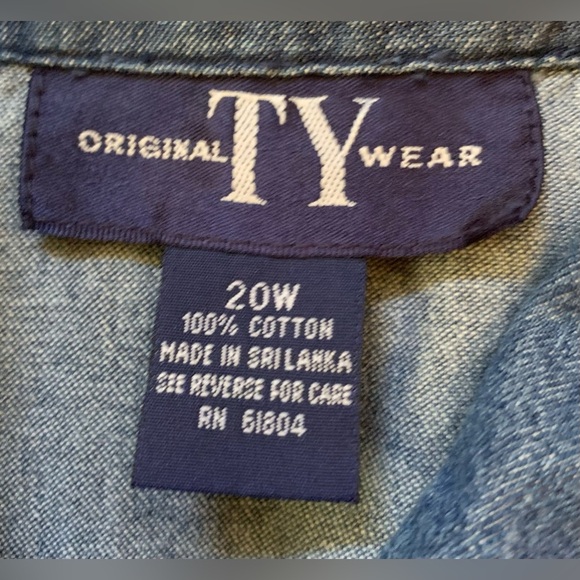 ORIGINAL TY WEAR
20W
100% COTTON
MADE IN SRI LANKA
SEE REVERSE FOR CARE
RN 61804